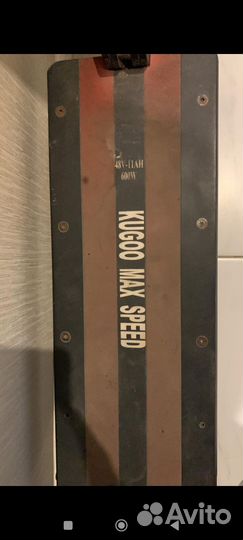 48V-11AH
600W
KUGOO MAX SPEED
Avito